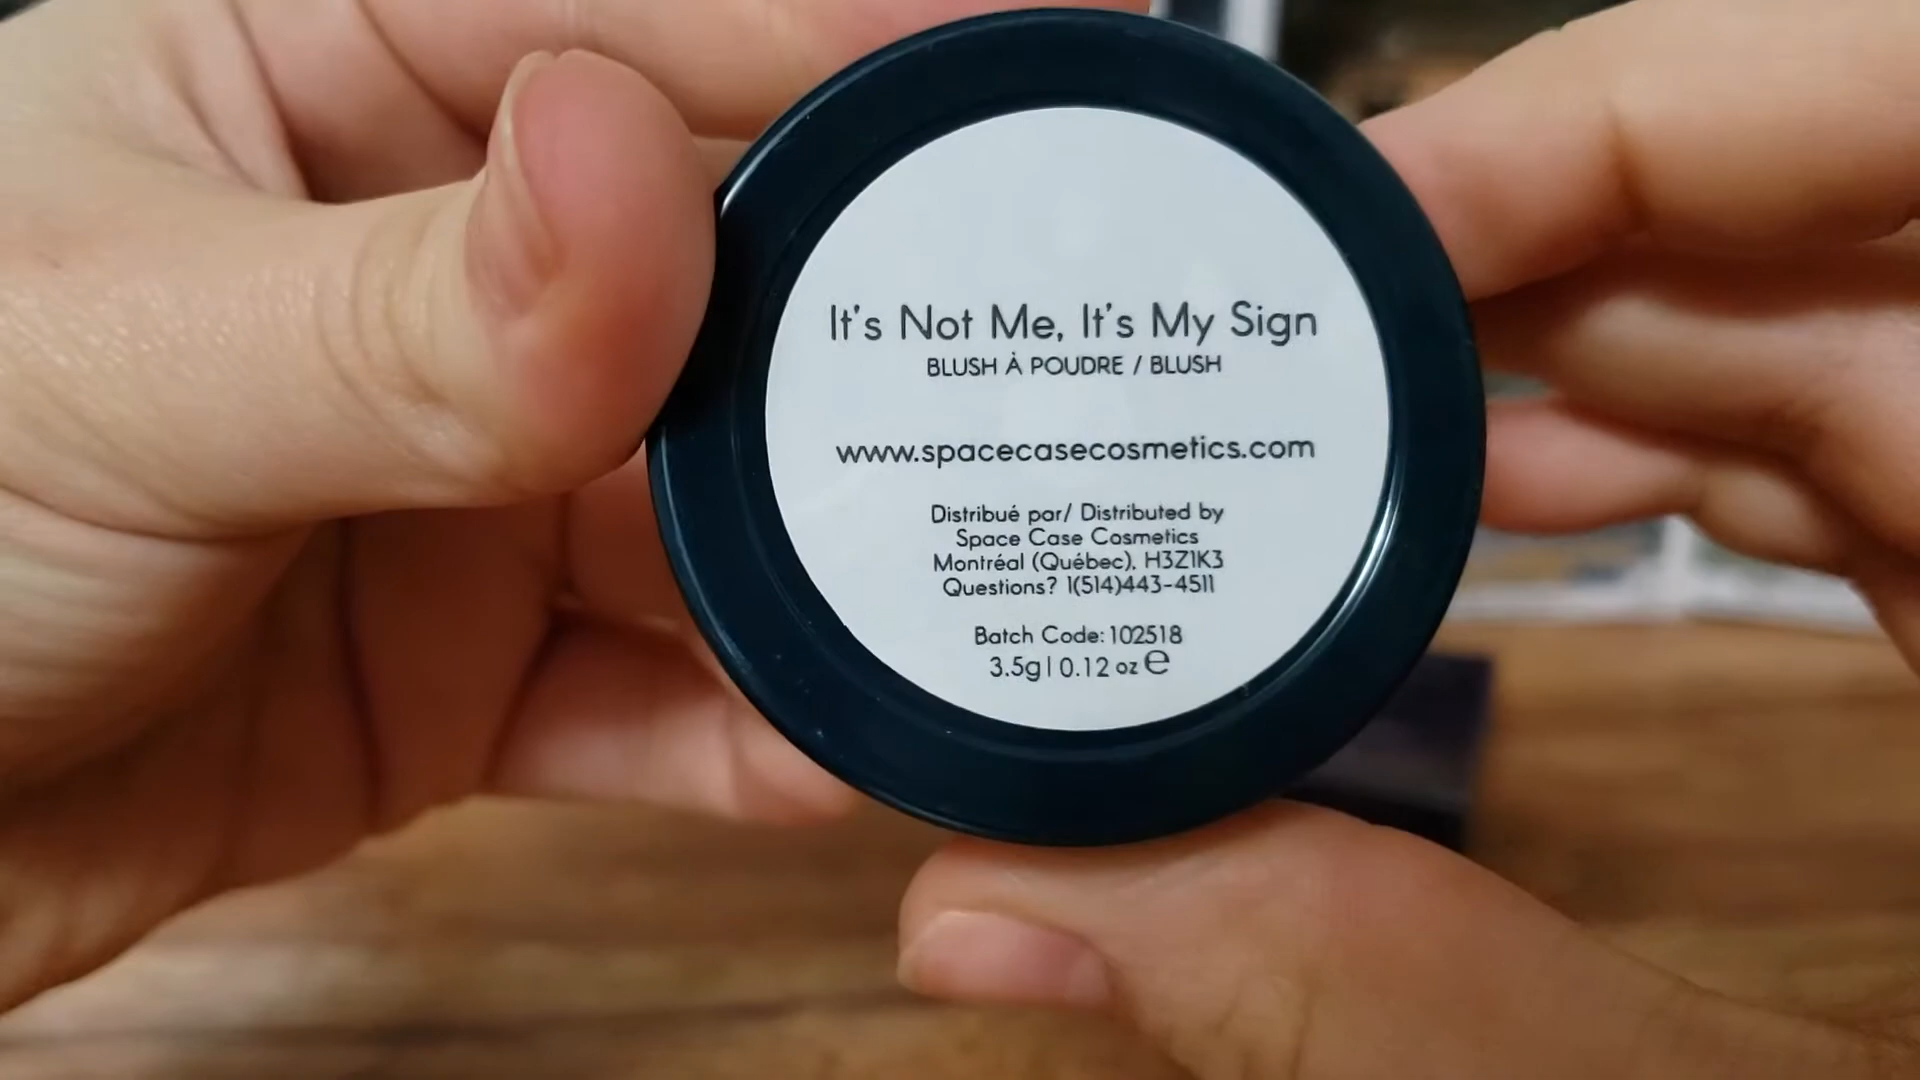 It's Not Me, It's My Sign
BLUSH À POUDRE / BLUSH
www.spacecasecosmetics.com
Distribué par/ Distributed by
Space Case Cosmetics
Montréal (Québec), H3Z1K3
Questions? 1(514)443-4511
Batch Code: 102518
3.5g| 0.12 oz ℮